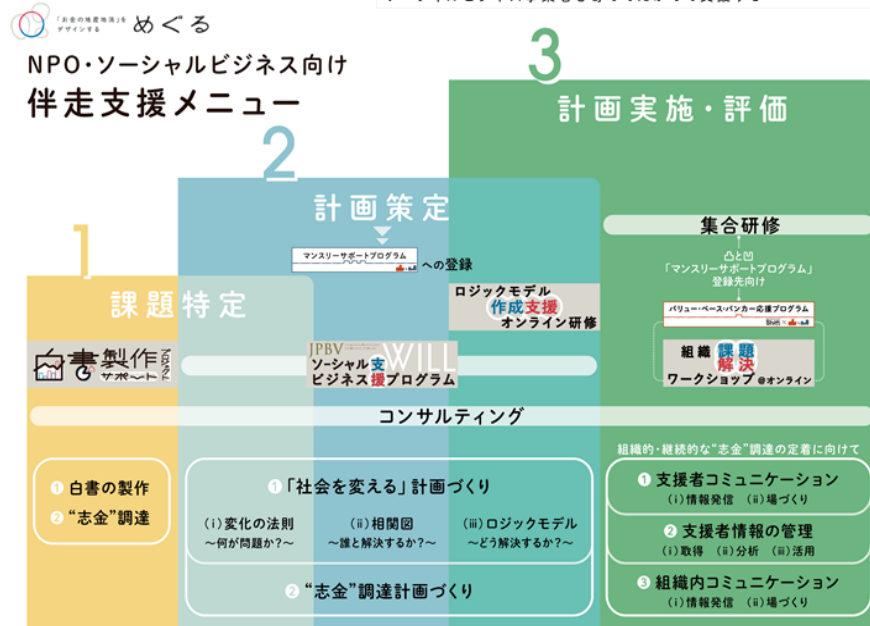 「お金の地産地消」を
デザインする
めぐる
NPO・ソーシャルビジネス向け
伴走支援メニュー
1
課題特定
2
計画策定
3
計画実施・評価
マンスリーサポートプログラム
への登録
ロジックモデル
作成支援
オンライン研修
集合研修
凸と凹
「マンスリーサポートプログラム」
登録先向け
バリュー・ベース・バンカー応援プログラム
組織 課題解決
ワークショップ @オンライン
白書製作
サポート
JPBV WILL
ソーシャル支
ビジネス援プログラム
コンサルティング
1 白書の製作
2 “志金”調達
1 「社会を変える」計画づくり
(i)変化の法則
〜何が問題か?〜
(ii)相関図
〜誰と解決するか?〜
(iii)ロジックモデル
〜どう解決するか?〜
2 “志金”調達計画づくり
組織的・継続的な“志金”調達の定着に向けて
1 支援者コミュニケーション
(i)情報発信 (ii)場づくり
2 支援者情報の管理
(i)取得 (ii)分析 (iii)活用
3 組織内コミュニケーション
(i)情報発信 (ii)場づくり